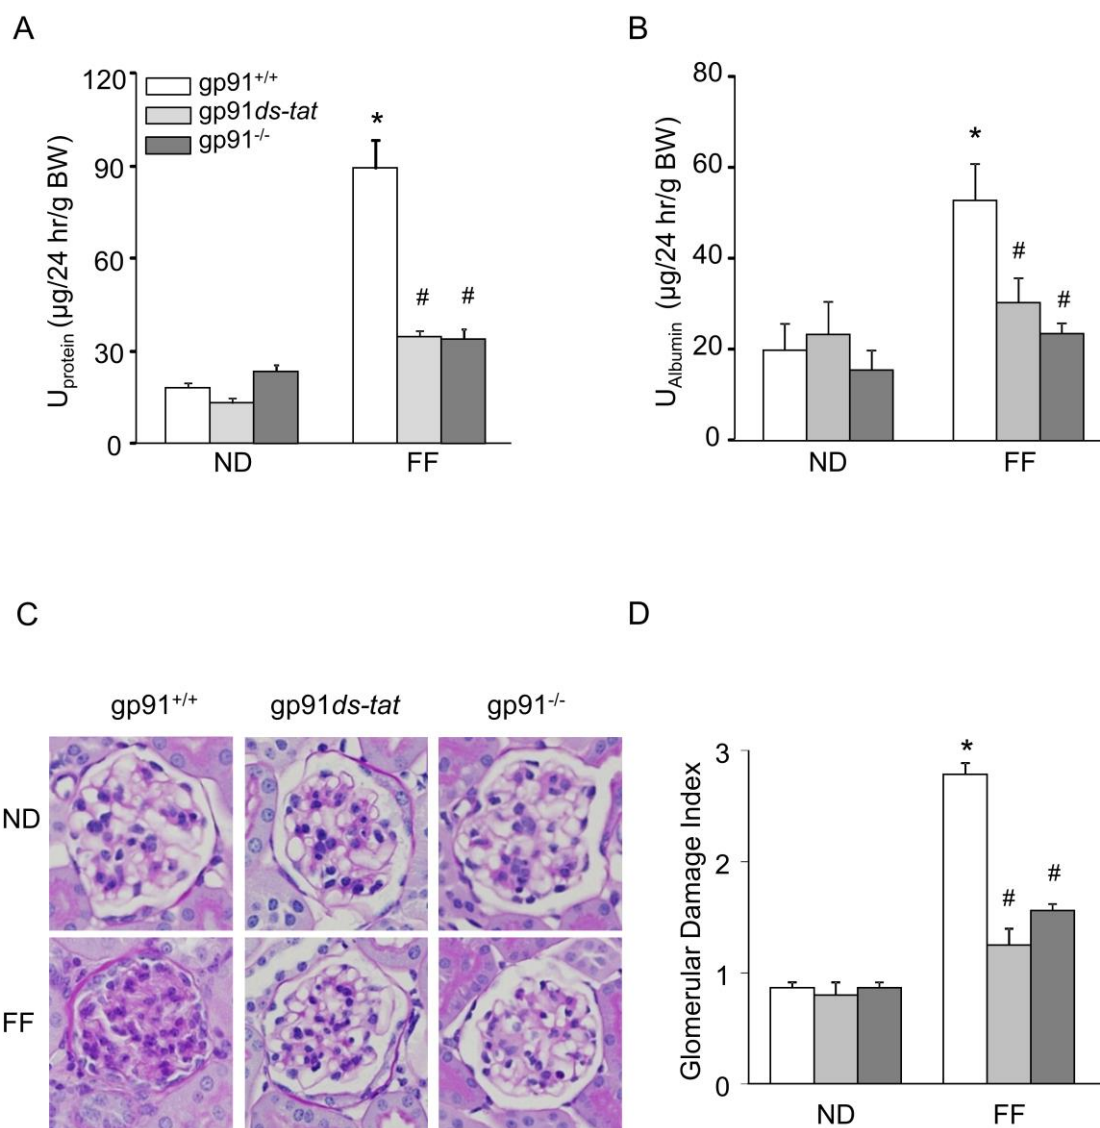 A
120
90
60
30
0
U_protein (µg/24 hr/g BW)
gp91+/+
gp91ds-tat
gp91-/-
*
#
#
ND
FF
B
80
60
40
20
0
U_Albumin (µg/24 hr/g BW)
*
#
#
ND
FF
C
gp91+/+
gp91ds-tat
gp91-/-
ND
FF
D
3
2
1
0
Glomerular Damage Index
*
#
#
ND
FF